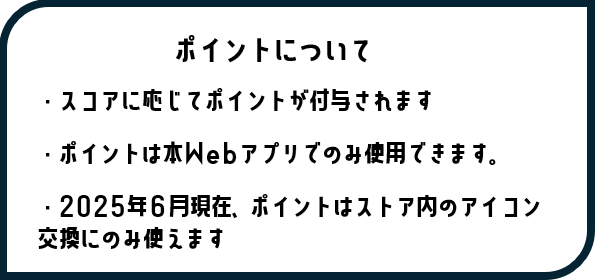 ポイントについて
・スコアに応じてポイントが付与されます
・ポイントは本Webアプリでのみ使用できます。
・2025年6月現在、ポイントはストア内のアイコン
交換にのみ使えます